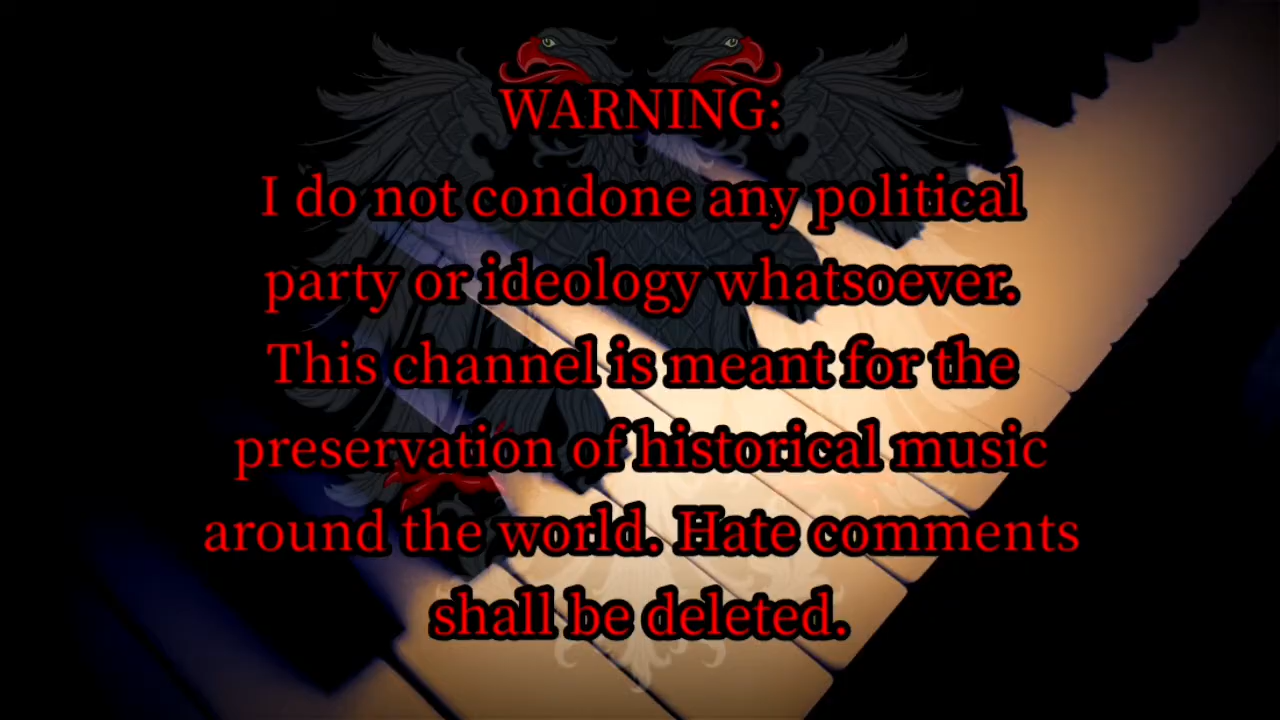 WARNING:
I do not condone any political
party or ideology whatsoever.
This channel is meant for the
preservation of historical music
around the world. Hate comments
shall be deleted.